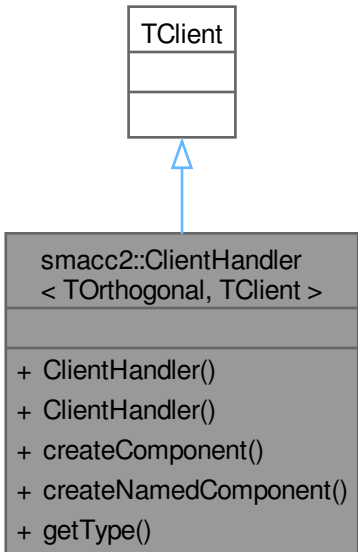 TClient
smacc2::ClientHandler
< TOrthogonal, TClient >
+ ClientHandler()
+ ClientHandler()
+ createComponent()
+ createNamedComponent()
+ getType()